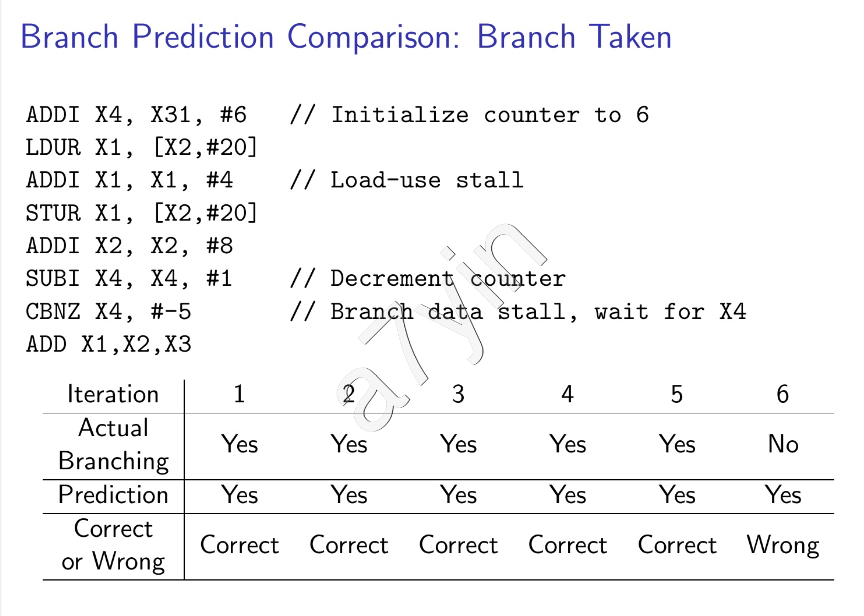 Branch Prediction Comparison: Branch Taken
ADDI X4, X31, #6 // Initialize counter to 6
LDUR X1, [X2,#20]
ADDI X1, X1, #4 // Load-use stall
STUR X1, [X2,#20]
ADDI X2, X2, #8
SUBI X4, X4, #1 // Decrement counter
CBNZ X4, #-5 // Branch data stall, wait for X4
ADD X1,X2,X3
a7yin
Iteration 1 2 3 4 5 6
Actual
Branching Yes Yes Yes Yes Yes No
Prediction Yes Yes Yes Yes Yes Yes
Correct
or Wrong Correct Correct Correct Correct Correct Wrong